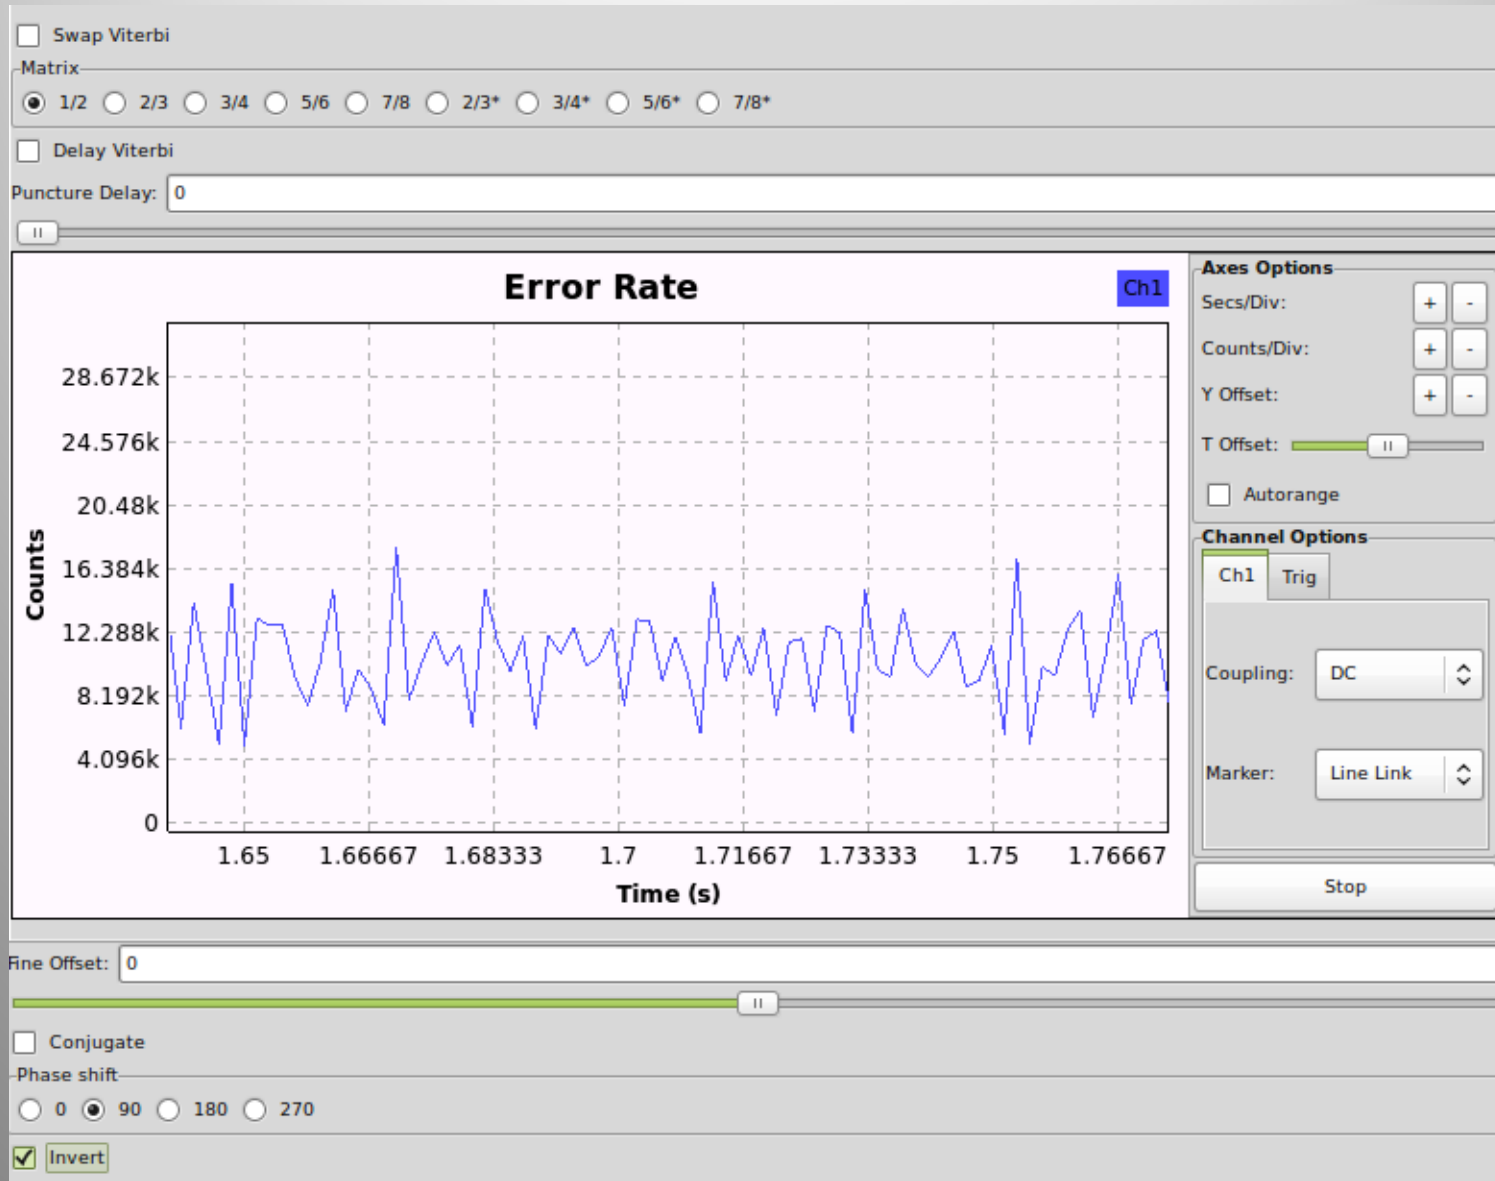 Swap Viterbi
Matrix
1/2 2/3 3/4 5/6 7/8 2/3* 3/4* 5/6* 7/8*
Delay Viterbi
Puncture Delay: 0
Error Rate
Ch1
28.672k
24.576k
20.48k
16.384k
12.288k
8.192k
4.096k
0
Counts
1.65 1.66667 1.68333 1.7 1.71667 1.73333 1.75 1.76667
Time (s)
Axes Options
Secs/Div: + -
Counts/Div: + -
Y Offset: + -
T Offset:
Autorange
Channel Options
Ch1 Trig
Coupling: DC
Marker: Line Link
Stop
Fine Offset: 0
Conjugate
Phase shift
0 90 180 270
Invert